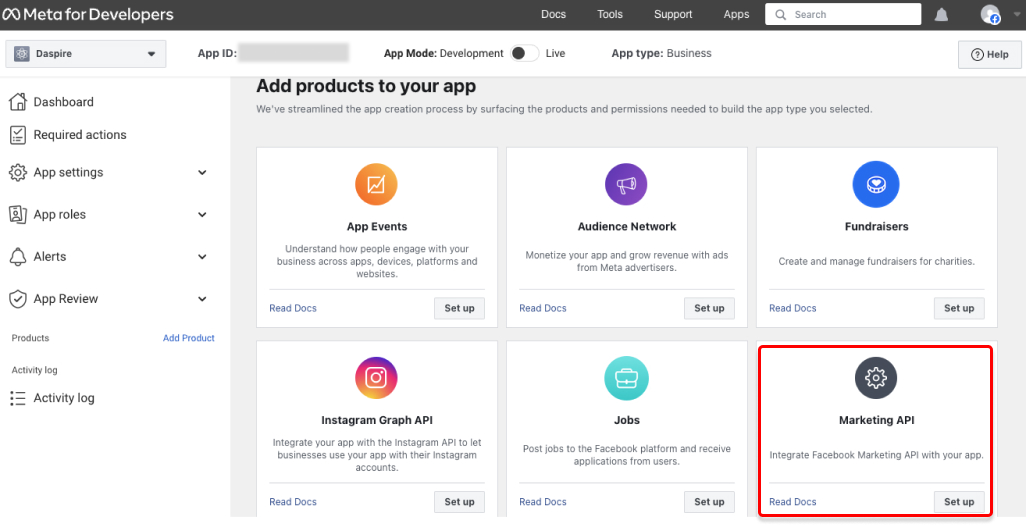 Meta for Developers
Docs
Tools
Support
Apps
Search
Daspire
App ID:
App Mode: Development
Live
App type: Business
Help
Dashboard
Required actions
App settings
App roles
Alerts
App Review
Products
Add Product
Activity log
Activity log
Add products to your app
We've streamlined the app creation process by surfacing the products and permissions needed to build the app type you selected.
App Events
Understand how people engage with your
business across apps, devices, platforms and
websites.
Read Docs
Set up
Audience Network
Monetize your app and grow revenue with ads
from Meta advertisers.
Read Docs
Set up
Fundraisers
Create and manage fundraisers for charities.
Read Docs
Set up
Instagram Graph API
Integrate your app with the Instagram API to let
businesses use your app with their Instagram
accounts.
Read Docs
Set up
Jobs
Post jobs to the Facebook platform and receive
applications from users.
Read Docs
Set up
Marketing API
Integrate Facebook Marketing API with your app.
Read Docs
Set up